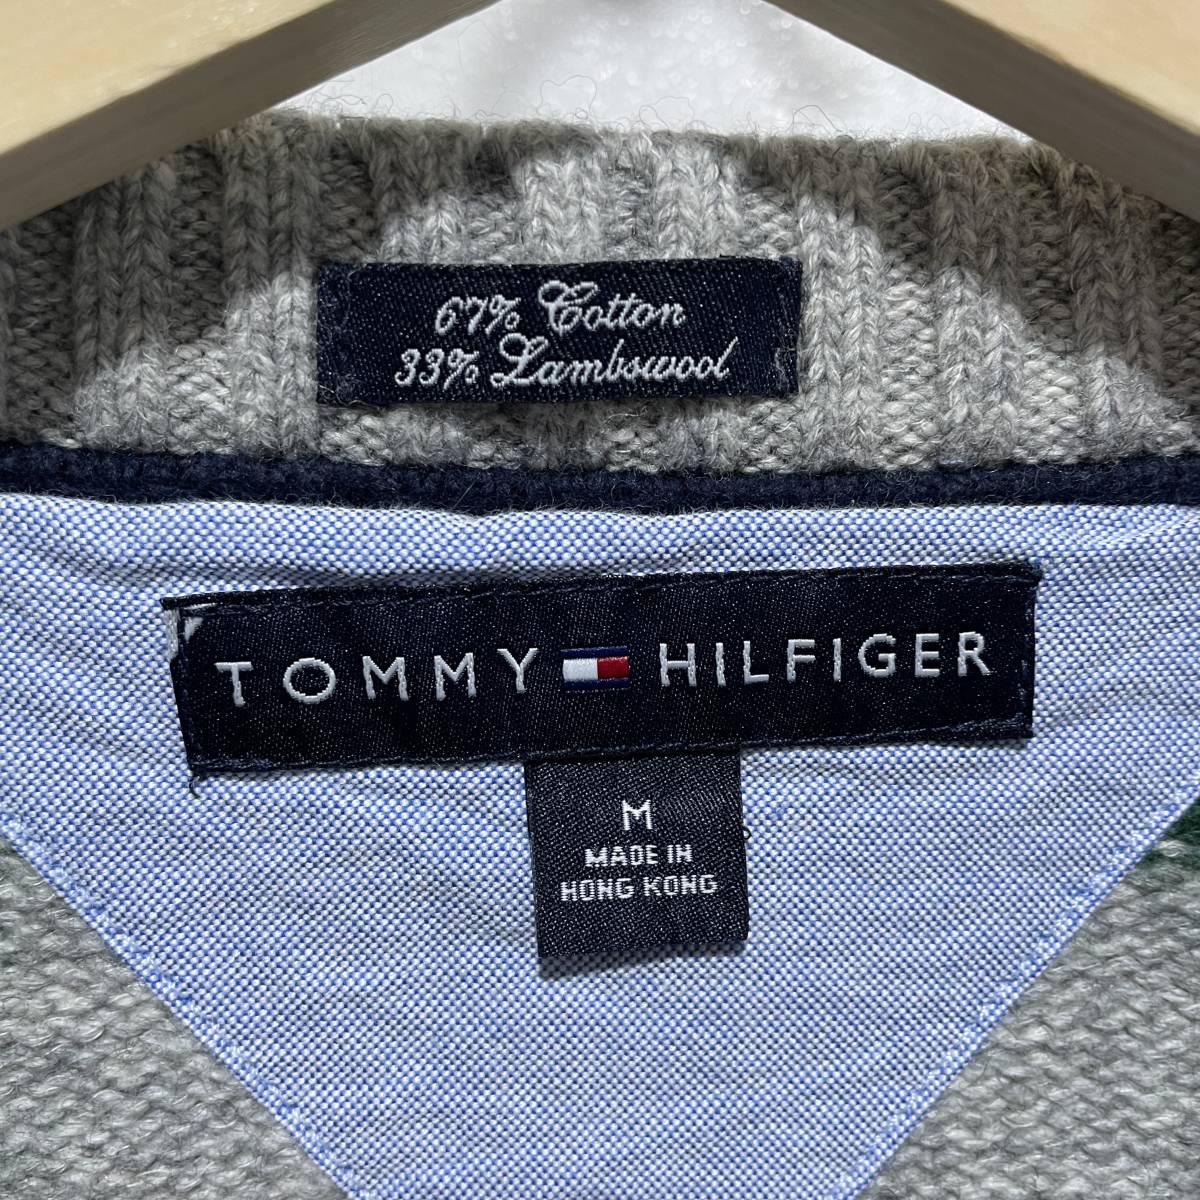 67% Cotton
33% Lambswool
TOMMY HILFIGER
M
MADE IN
HONG KONG